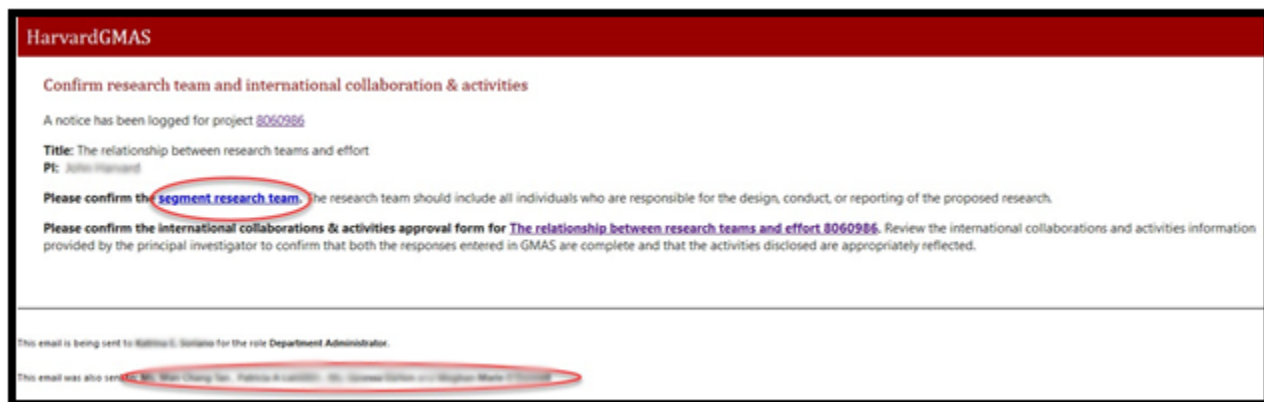 HarvardGMAS
Confirm research team and international collaboration & activities
A notice has been logged for project 8060986
Title: The relationship between research teams and effort
PI:
Please confirm the segment research team. The research team should include all individuals who are responsible for the design, conduct, or reporting of the proposed research.
Please confirm the international collaborations & activities approval form for The relationship between research teams and effort 8060986. Review the international collaborations and activities information
provided by the principal investigator to confirm that both the responses entered in GMAS are complete and that the activities disclosed are appropriately reflected.
This email is being sent to for the role Department Administrator.
This email was also sent